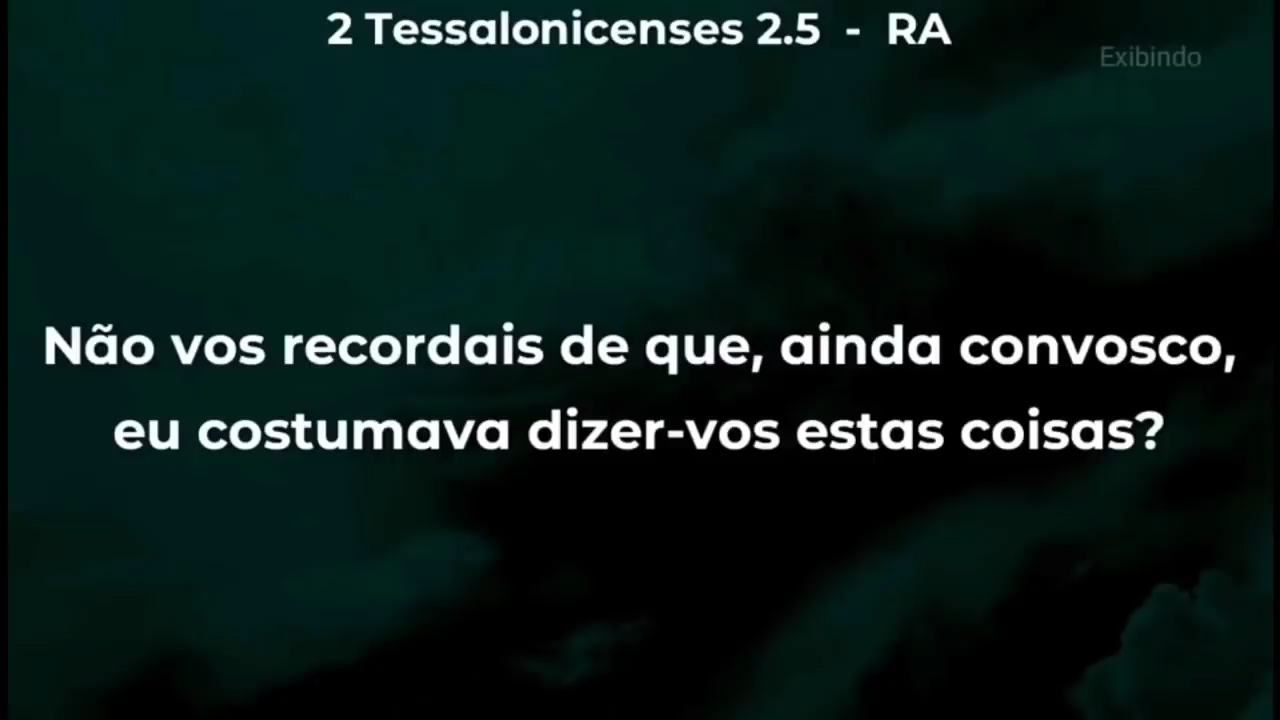 2 Tessalonicenses 2.5 - RA
Exibindo
Não vos recordais de que, ainda convosco,
eu costumava dizer-vos estas coisas?